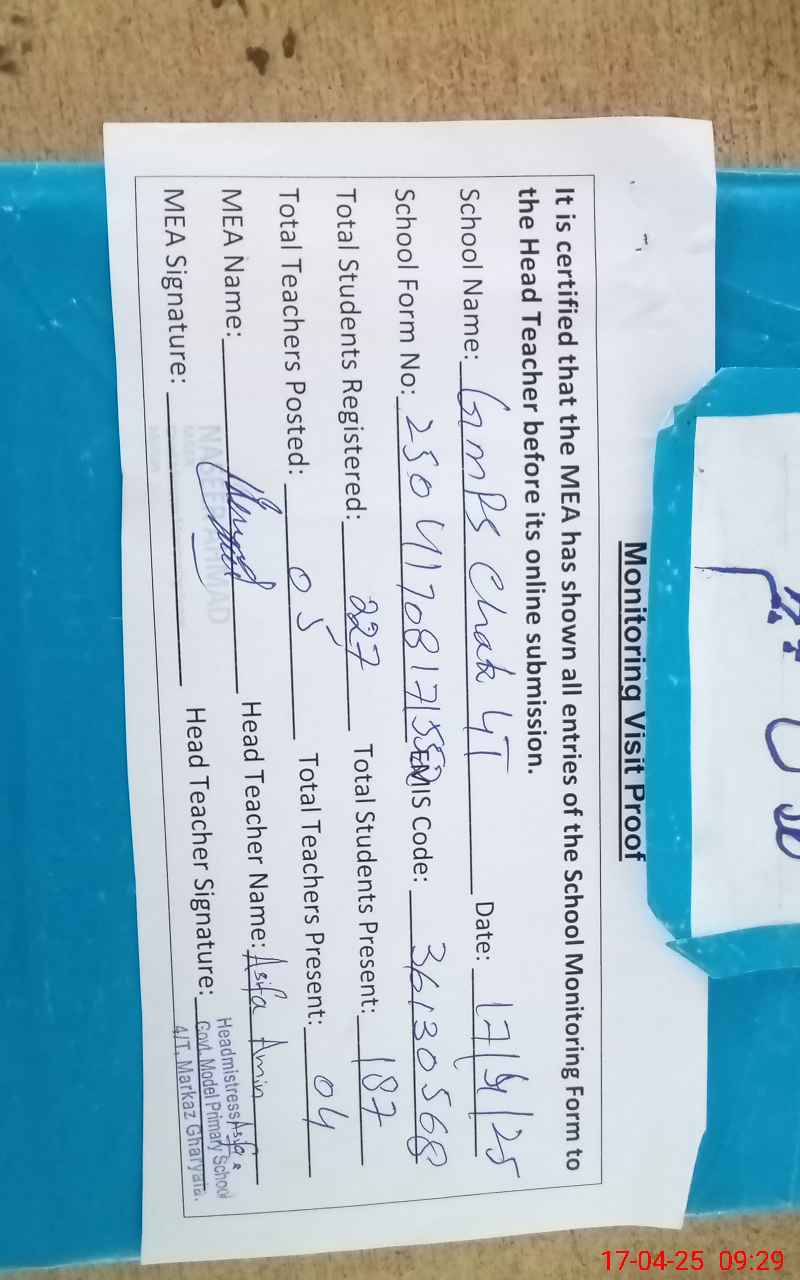 Monitoring Visit Proof
It is certified that the MEA has shown all entries of the School Monitoring Form to
the Head Teacher before its online submission.
School Name: GMPS Chak 4T Date: 17/4/25
School Form No: EMIS Code: 36130568
Total Students Registered: 227 Total Students Present: 187
Total Teachers Posted: 05 Total Teachers Present: 04
MEA Name: Head Teacher Name: Asifa Amin
MEA Signature: Head Teacher Signature: Asifa
Headmistress
Govt. Model Primary School
4/T, Markaz Gharyala.
17-04-25 09:29